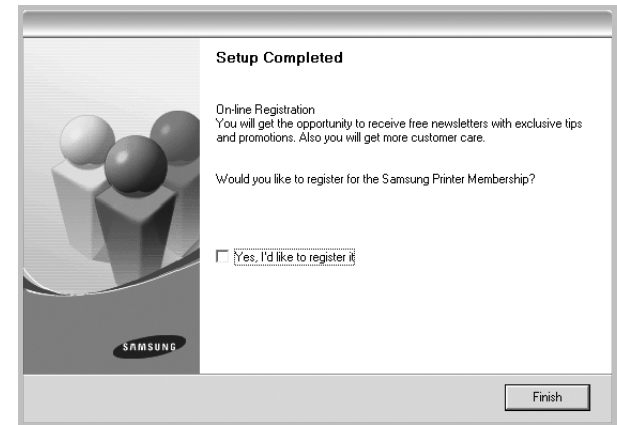 Setup Completed
On-line Registration
You will get the opportunity to receive free newsletters with exclusive tips
and promotions. Also you will get more customer care.
Would you like to register for the Samsung Printer Membership?
Yes, I'd like to register it
SAMSUNG
Finish